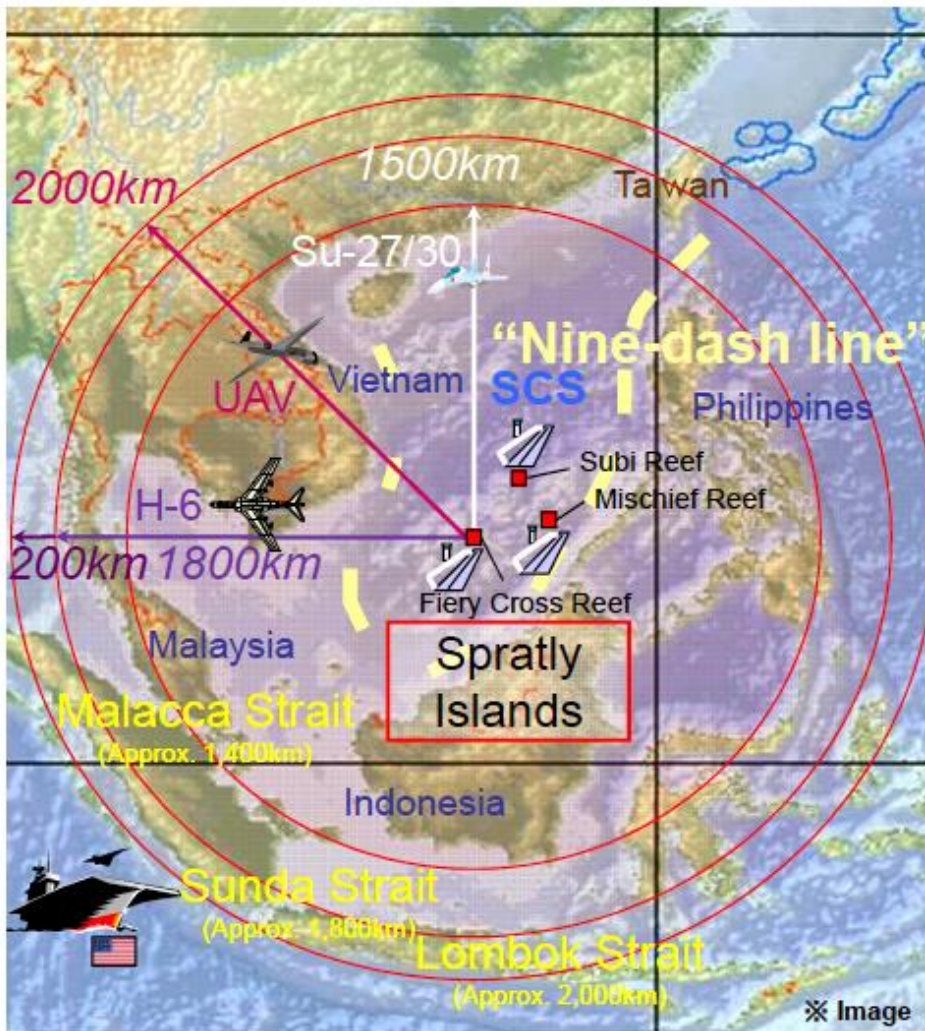 1500km
2000km
Taiwan
Su-27/30
“Nine-dash line”
UAV
Vietnam
SCS
Philippines
Subi Reef
H-6
Mischief Reef
200km
1800km
Fiery Cross Reef
Malaysia
Spratly
Islands
Malacca Strait
(Approx. 1,400km)
Indonesia
Sunda Strait
(Approx. 1,800km)
Lombok Strait
(Approx. 2,000km)
※ Image